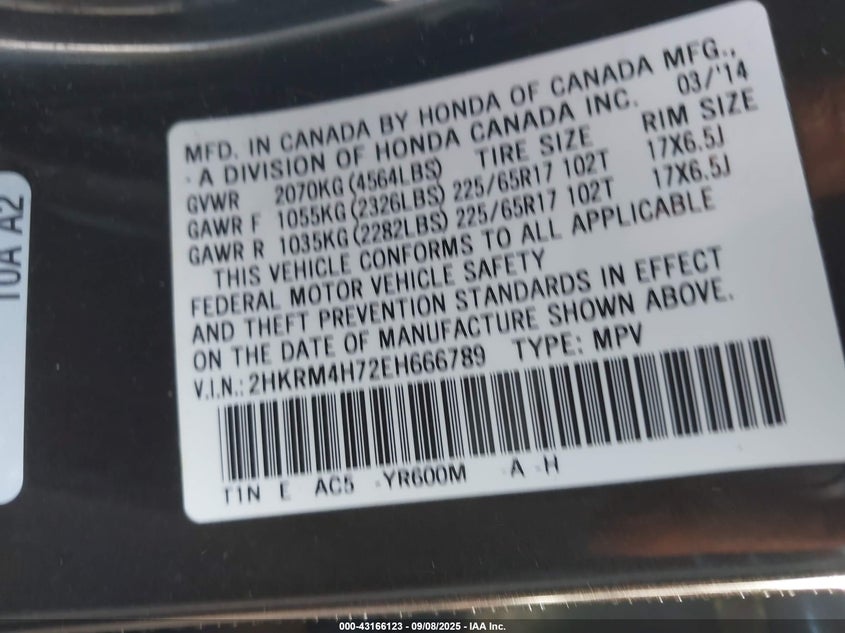 MFD. IN CANADA BY HONDA OF CANADA MFG.,
A DIVISION OF HONDA CANADA INC. 03/'14
GVWR 2070KG (4564LBS) TIRE SIZE RIM SIZE
GAWR F 1055KG (2326LBS) 225/65R17 102T 17X6.5J
GAWR R 1035KG (2282LBS) 225/65R17 102T 17X6.5J
THIS VEHICLE CONFORMS TO ALL APPLICABLE
FEDERAL MOTOR VEHICLE SAFETY
AND THEFT PREVENTION STANDARDS IN EFFECT
ON THE DATE OF MANUFACTURE SHOWN ABOVE.
V.I.N.: 2HKRM4H72EH666789 TYPE: MPV
T1N E AC5 YR600M A H
A2
000-43166123 - 09/08/2025 - IAA Inc.